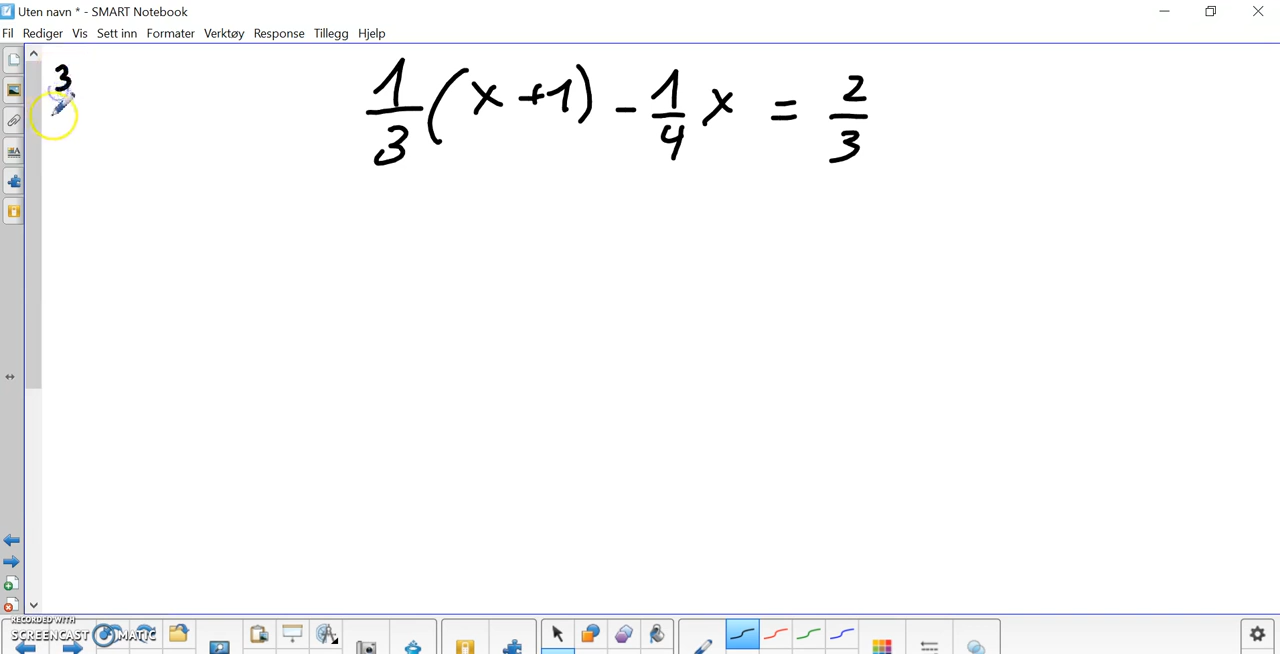 Uten navn * - SMART Notebook
Fil Rediger Vis Sett inn Formater Verktøy Response Tillegg Hjelp
3
1/3 (x+1) - 1/4 x = 2/3
RECORDED WITH
SCREENCAST MATIC